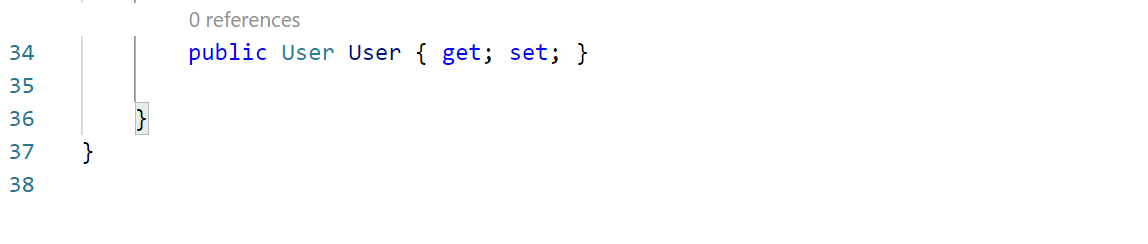 0 references
34 public User User { get; set; }
35
36 }
37 }
38